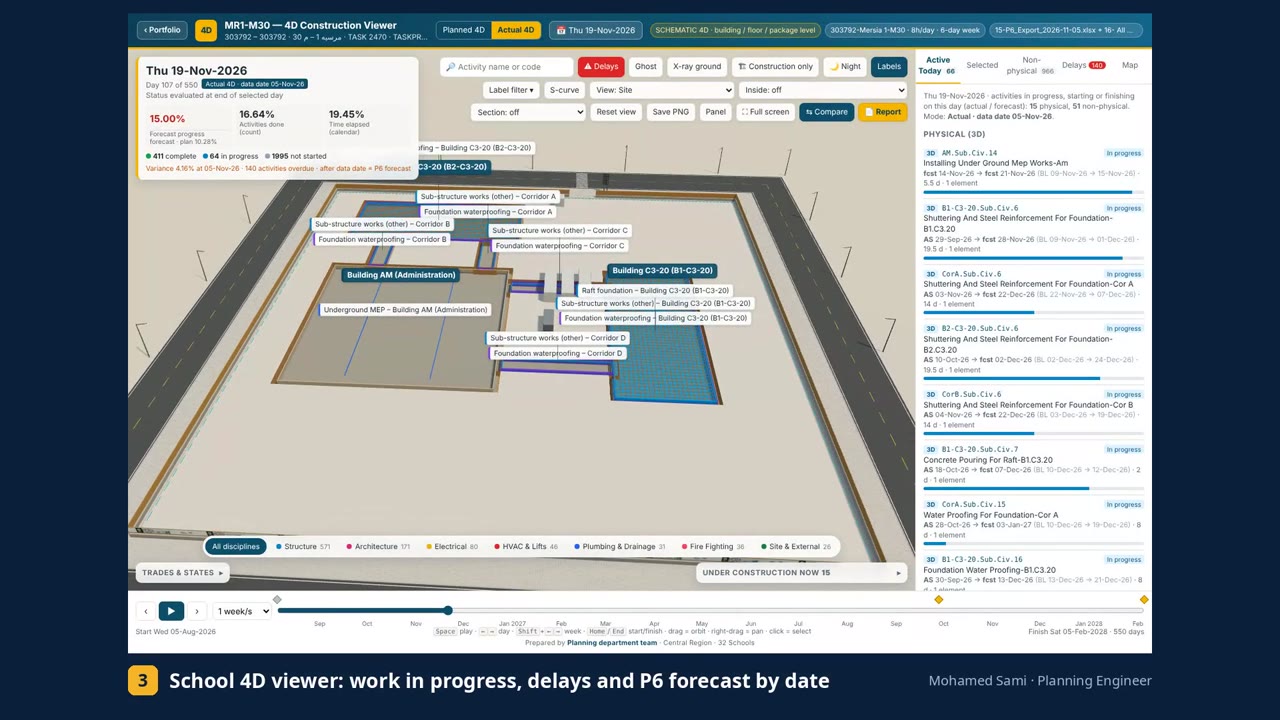 ‹ Portfolio
4D
MR1-M30 — 4D Construction Viewer
303792 – 303792 - مرسيه 1 – م 30 · TASK 2470 · TASKPR...
Planned 4D
Actual 4D
Thu 19-Nov-2026
SCHEMATIC 4D · building / floor / package level
303792-Mersia 1-M30 · 8h/day · 6-day week
15-P6_Export_2026-11-05.xlsx + 16- All ...
Thu 19-Nov-2026
Day 107 of 550 Actual 4D · data date 05-Nov-26
Status evaluated at end of selected day
15.00%
Forecast progress
forecast · plan 10.28%
16.64%
Activities done
(count)
19.45%
Time elapsed
(calendar)
411 complete 64 in progress 1995 not started
Variance 4.16% at 05-Nov-26 · 140 activities overdue · after data date = P6 forecast
Activity name or code
Delays
Ghost
X-ray ground
Construction only
Night
Labels
Label filter ▾
S-curve
View: Site
Inside: off
Section: off
Reset view
Save PNG
Panel
Full screen
Compare
Report
ofing – Building C3-20 (B2-C3-20)
C3-20 (B2-C3-20)
Sub-structure works (other) – Corridor A
Foundation waterproofing – Corridor A
Sub-structure works (other) – Corridor B
Foundation waterproofing – Corridor B
Sub-structure works (other) – Corridor C
Foundation waterproofing – Corridor C
Building AM (Administration)
Building C3-20 (B1-C3-20)
Raft foundation – Building C3-20 (B1-C3-20)
Sub-structure works (other) – Building C3-20 (B1-C3-20)
Underground MEP – Building AM (Administration)
Foundation waterproofing – Building C3-20 (B1-C3-20)
Sub-structure works (other) – Corridor D
Foundation waterproofing – Corridor D
All disciplines
Structure 571
Architecture 171
Electrical 80
HVAC & Lifts 46
Plumbing & Drainage 31
Fire Fighting 36
Site & External 26
TRADES & STATES ▸
UNDER CONSTRUCTION NOW 15 ▸
Active Today 66
Selected
Non-physical 966
Delays 140
Map
Thu 19-Nov-2026 · activities in progress, starting or finishing
on this day (actual / forecast): 15 physical, 51 non-physical.
Mode: Actual · data date 05-Nov-26.
PHYSICAL (3D)
3D AM.Sub.Civ.14 In progress
Installing Under Ground Mep Works-Am
fcst 14-Nov-26 → fcst 21-Nov-26 (BL 09-Nov-26 → 15-Nov-26) ·
5.5 d · 1 element
3D B1-C3-20.Sub.Civ.6 In progress
Shuttering And Steel Reinforcement For Foundation-
B1.C3.20
AS 29-Sep-26 → fcst 28-Nov-26 (BL 09-Nov-26 → 01-Dec-26) ·
19.5 d · 1 element
3D CorA.Sub.Civ.6 In progress
Shuttering And Steel Reinforcement For Foundation-Cor A
AS 03-Nov-26 → fcst 22-Dec-26 (BL 22-Nov-26 → 07-Dec-26) ·
14 d · 1 element
3D B2-C3-20.Sub.Civ.6 In progress
Shuttering And Steel Reinforcement For Foundation-
B2.C3.20
AS 10-Oct-26 → fcst 02-Dec-26 (BL 02-Dec-26 → 24-Dec-26) ·
19.5 d · 1 element
3D CorB.Sub.Civ.6 In progress
Shuttering And Steel Reinforcement For Foundation-Cor B
AS 04-Nov-26 → fcst 22-Dec-26 (BL 03-Dec-26 → 19-Dec-26) ·
14 d · 1 element
3D B1-C3-20.Sub.Civ.7 In progress
Concrete Pouring For Raft-B1.C3.20
AS 18-Oct-26 → fcst 07-Dec-26 (BL 10-Dec-26 → 12-Dec-26) · 2
d · 1 element
3D CorA.Sub.Civ.15 In progress
Water Proofing For Foundation-Cor A
AS 28-Oct-26 → fcst 03-Jan-27 (BL 10-Dec-26 → 19-Dec-26) · 8
d · 1 element
3D B1-C3-20.Sub.Civ.16 In progress
Foundation Water Proofing-B1.C3.20
AS 30-Sep-26 → fcst 13-Dec-26 (BL 13-Dec-26 → 21-Dec-26) · 8
d · 1 element
‹ ▶ › 1 week/s
Sep Oct Nov Dec Jan 2027 Feb Mar Apr May Jun Jul Aug Sep Oct Nov Dec Jan 2028 Feb
Start Wed 05-Aug-2026
Space play · ←→ day · Shift+←→ week · Home/End start/finish · drag = orbit · right-drag = pan · click = select
Finish Sat 05-Feb-2028 · 550 days
Prepared by Planning department team · Central Region · 32 Schools
3 School 4D viewer: work in progress, delays and P6 forecast by date
Mohamed Sami · Planning Engineer